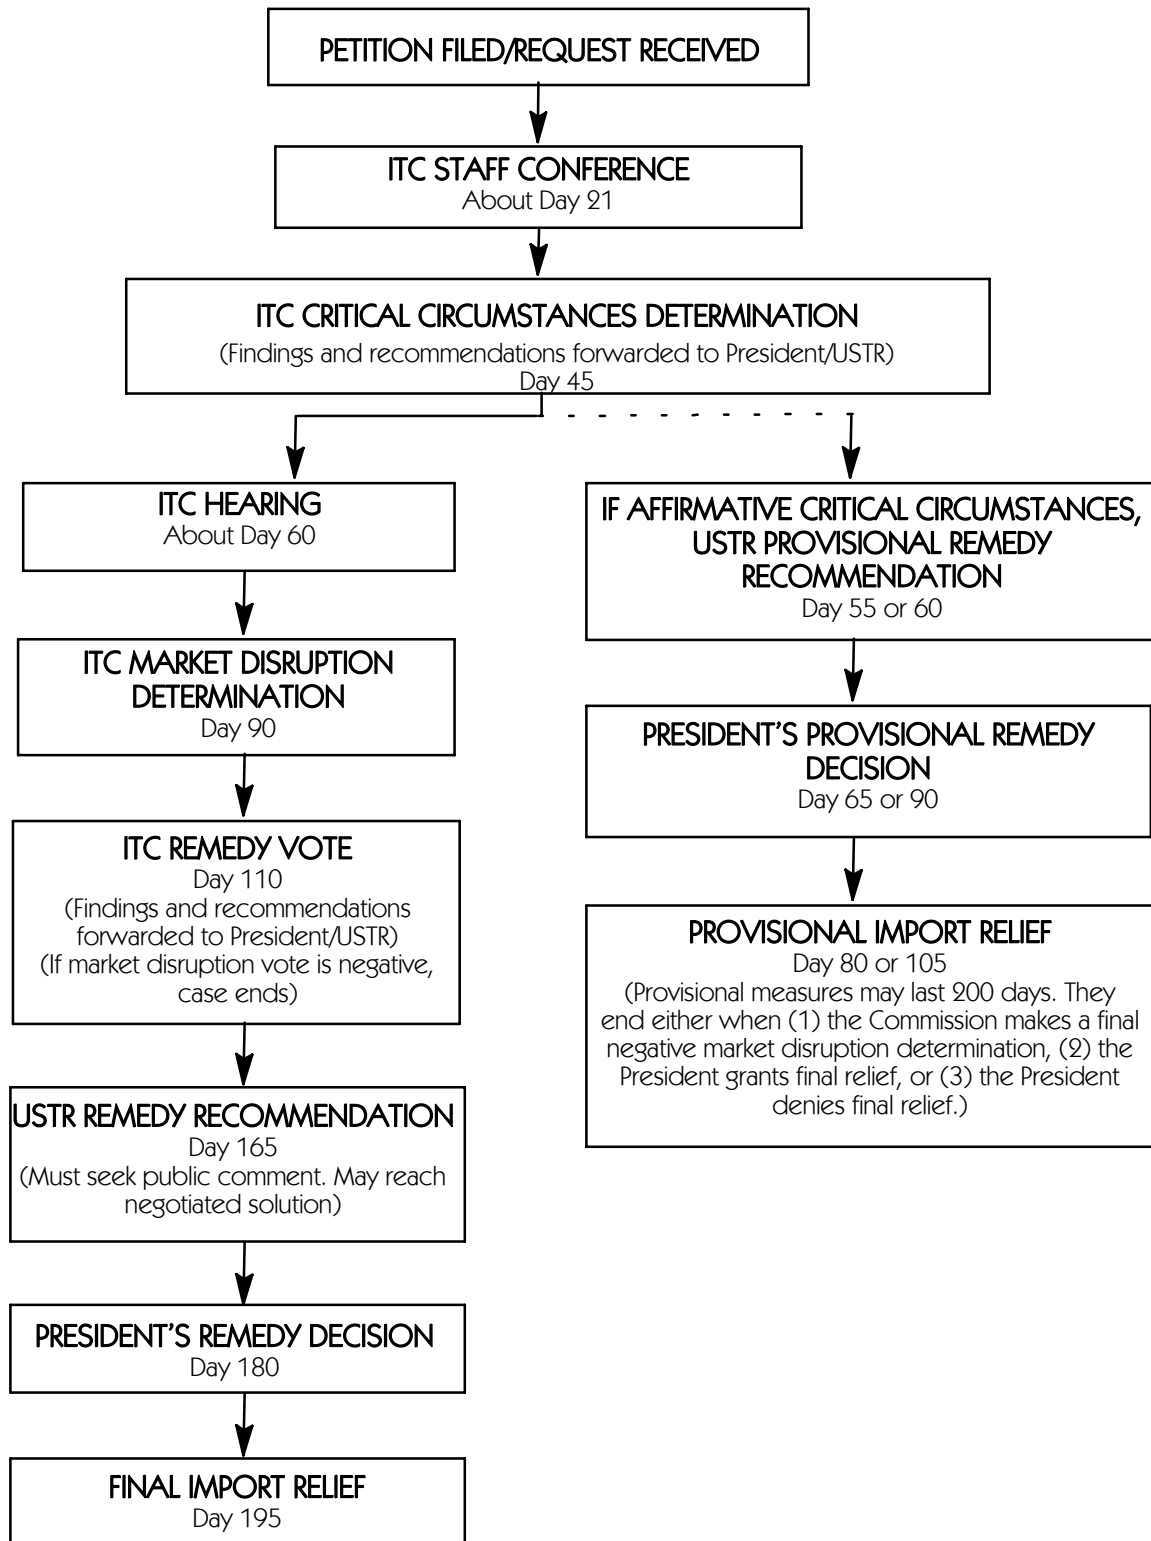 PETITION FILED/REQUEST RECEIVED
ITC STAFF CONFERENCE
About Day 21
ITC CRITICAL CIRCUMSTANCES DETERMINATION
(Findings and recommendations forwarded to President/USTR)
Day 45
ITC HEARING
About Day 60
ITC MARKET DISRUPTION
DETERMINATION
Day 90
ITC REMEDY VOTE
Day 110
(Findings and recommendations
forwarded to President/USTR)
(If market disruption vote is negative,
case ends)
USTR REMEDY RECOMMENDATION
Day 165
(Must seek public comment. May reach
negotiated solution)
PRESIDENT'S REMEDY DECISION
Day 180
FINAL IMPORT RELIEF
Day 195
IF AFFIRMATIVE CRITICAL CIRCUMSTANCES,
USTR PROVISIONAL REMEDY
RECOMMENDATION
Day 55 or 60
PRESIDENT'S PROVISIONAL REMEDY
DECISION
Day 65 or 90
PROVISIONAL IMPORT RELIEF
Day 80 or 105
(Provisional measures may last 200 days. They
end either when (1) the Commission makes a final
negative market disruption determination, (2) the
President grants final relief, or (3) the President
denies final relief.)